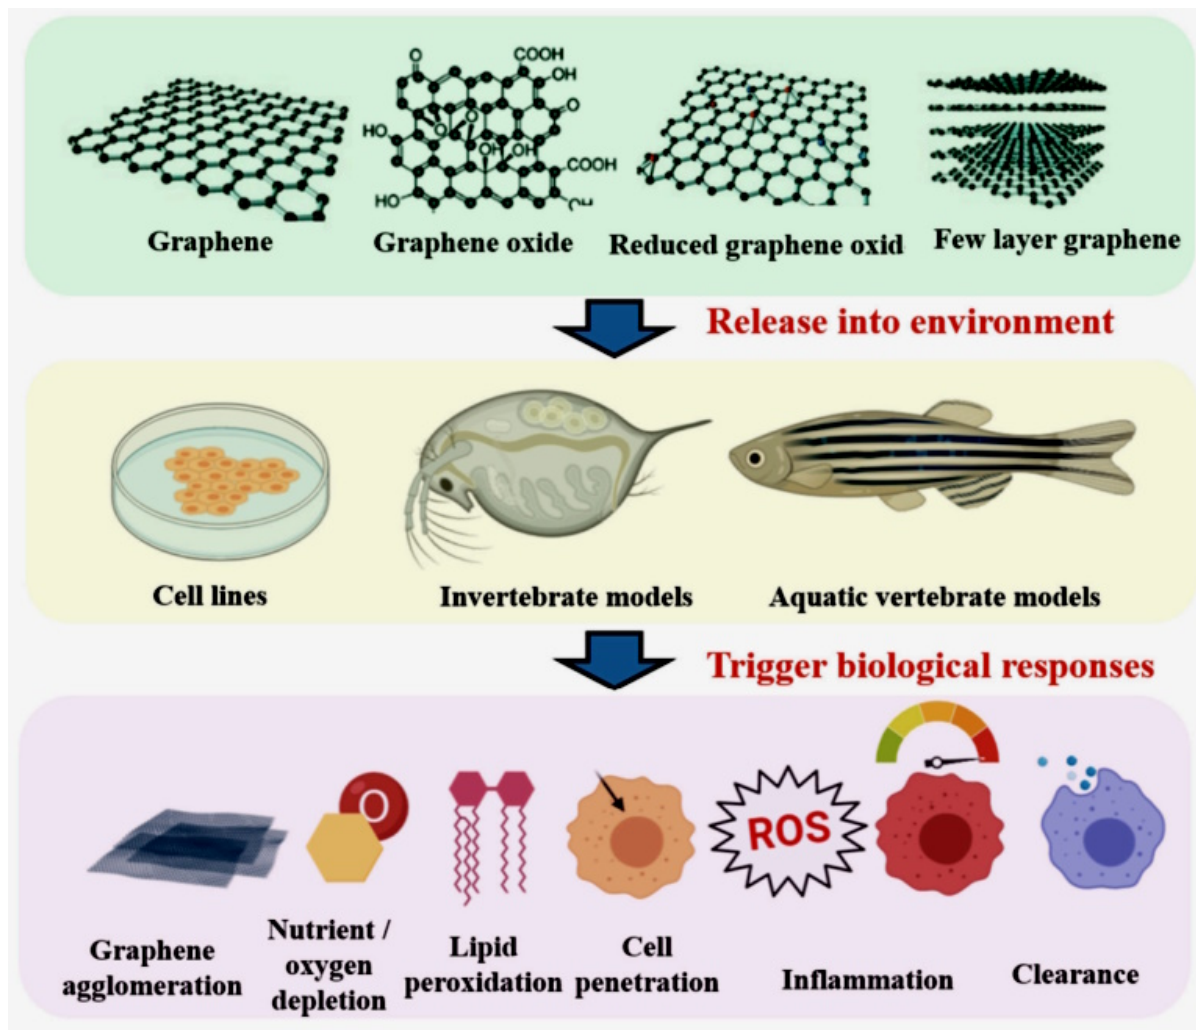 O
COOH
OH
O
HO
O
O
OH
OH
COOH
HO
OH
Graphene
Graphene oxide
Reduced graphene oxid
Few layer graphene
Release into environment
Cell lines
Invertebrate models
Aquatic vertebrate models
Trigger biological responses
O
ROS
Graphene
agglomeration
Nutrient /
oxygen
depletion
Lipid
peroxidation
Cell
penetration
Inflammation
Clearance